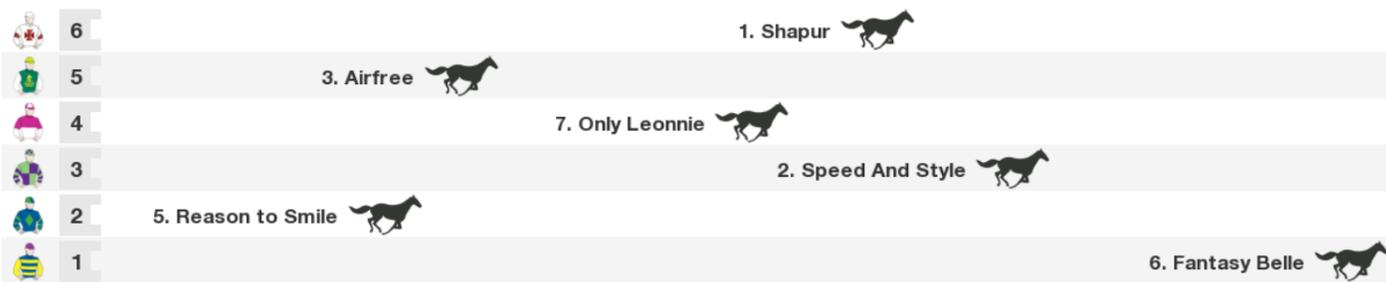 6 1. Shapur
5 3. Airfree
4 7. Only Leonnie
3 2. Speed And Style
2 5. Reason to Smile
1 6. Fantasy Belle